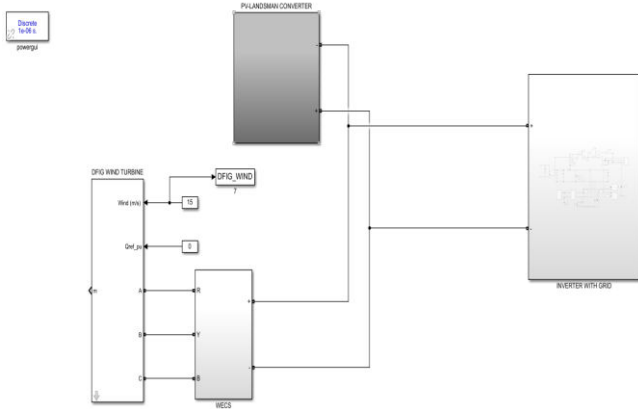 PV-LANDSMAN CONVERTER
Discrete
1e-06 s.
powergui
-
+
+
-
INVERTER WITH GRID
DFIG WIND TURBINE
DFIG_WIND
7
Wind (m/s)
15
Qref_pu
0
m
A
R
+
B
Y
-
C
B
WECS